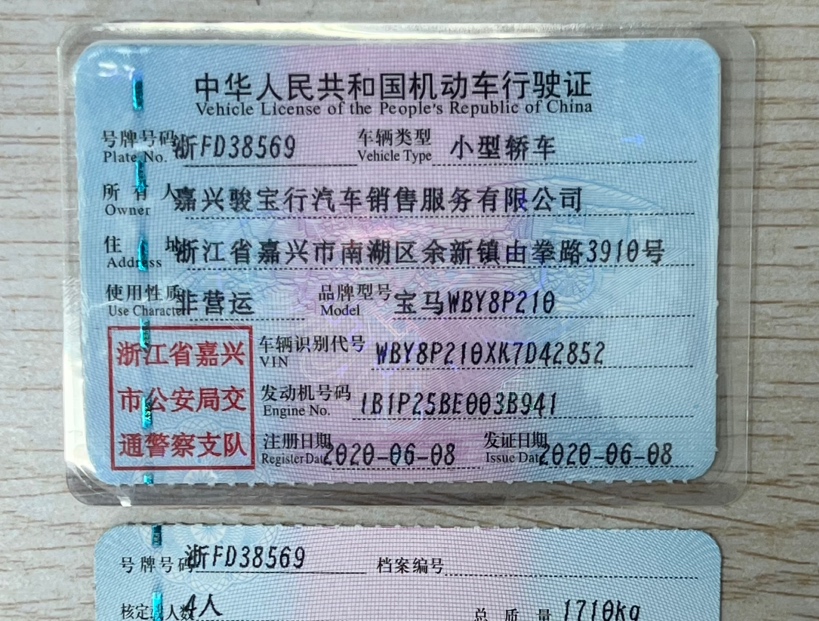 中华人民共和国机动车行驶证
Vehicle License of the People's Republic of China
号牌号码 浙FD38569 车辆类型 小型轿车
Plate No. Vehicle Type
所有人 嘉兴骏宝行汽车销售服务有限公司
Owner
住址 浙江省嘉兴市南湖区余新镇由拳路3910号
Address
使用性质 非营运 品牌型号 宝马WBY8P210
Use Character Model
浙江省嘉兴
市公安局交
通警察支队
车辆识别代号 WBY8P210XK7D42852
VIN
发动机号码 1B1P25BE003B941
Engine No.
注册日期 2020-06-08 发证日期 2020-06-08
Register Date Issue Date
号牌号码 浙FD38569 档案编号
核定载人数 4人 总质量 1710kg